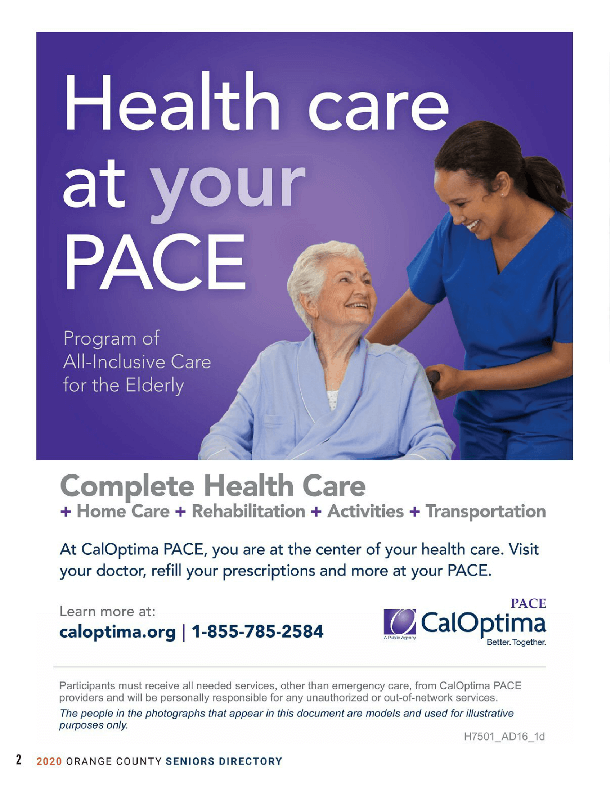 Health care
at your
PACE
Program of
All-Inclusive Care
for the Elderly
Complete Health Care
+ Home Care + Rehabilitation + Activities + Transportation
At CalOptima PACE, you are at the center of your health care. Visit
your doctor, refill your prescriptions and more at your PACE.
Learn more at:
caloptima.org | 1-855-785-2584
PACE
CalOptima
A Public Agency
Better. Together.
Participants must receive all needed services, other than emergency care, from CalOptima PACE
providers and will be personally responsible for any unauthorized or out-of-network services.
The people in the photographs that appear in this document are models and used for illustrative
purposes only.
H7501_AD16_1d
2 2020 ORANGE COUNTY SENIORS DIRECTORY